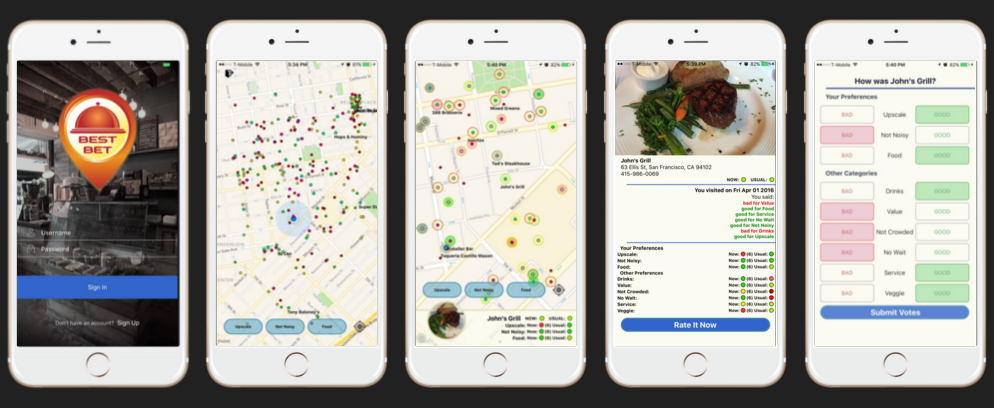 BEST
BET
Username
Password
Sign In
Don't have an account? Sign Up
T-Mobile 5:34 PM 81%
Hops & Hominy
Tony Baloney's
Upscale Not Noisy Food
T-Mobile 5:40 PM 82%
Mixed Greens
Tad's Steakhouse
John's Grill
Taqueria Castillo Mason
Upscale Not Noisy Food
John's Grill NOW: USUAL:
Upscale: Now: (6) Usual:
Not Noisy: Now: (6) Usual:
Food: Now: (6) Usual:
T-Mobile 5:39 PM 82%
John's Grill
63 Ellis St, San Francisco, CA 94102
415-986-0069
NOW: USUAL:
You visited on Fri Apr 01 2016
You said:
bad for Value
good for Food
good for Service
good for No Wait
good for Not Noisy
bad for Drinks
good for Upscale
Your Preferences
Upscale: Now: (6) Usual:
Not Noisy: Now: (6) Usual:
Food: Now: (6) Usual:
Other Preferences
Drinks: Now: (6) Usual:
Value: Now: (6) Usual:
Not Crowded: Now: (6) Usual:
No Wait: Now: (6) Usual:
Service: Now: (6) Usual:
Veggie: Now: (6) Usual:
Rate It Now
T-Mobile 5:40 PM 82%
How was John's Grill?
Your Preferences
BAD Upscale GOOD
BAD Not Noisy GOOD
BAD Food GOOD
Other Categories
BAD Drinks GOOD
BAD Value GOOD
BAD Not Crowded GOOD
BAD No Wait GOOD
BAD Service GOOD
BAD Veggie GOOD
Submit Votes